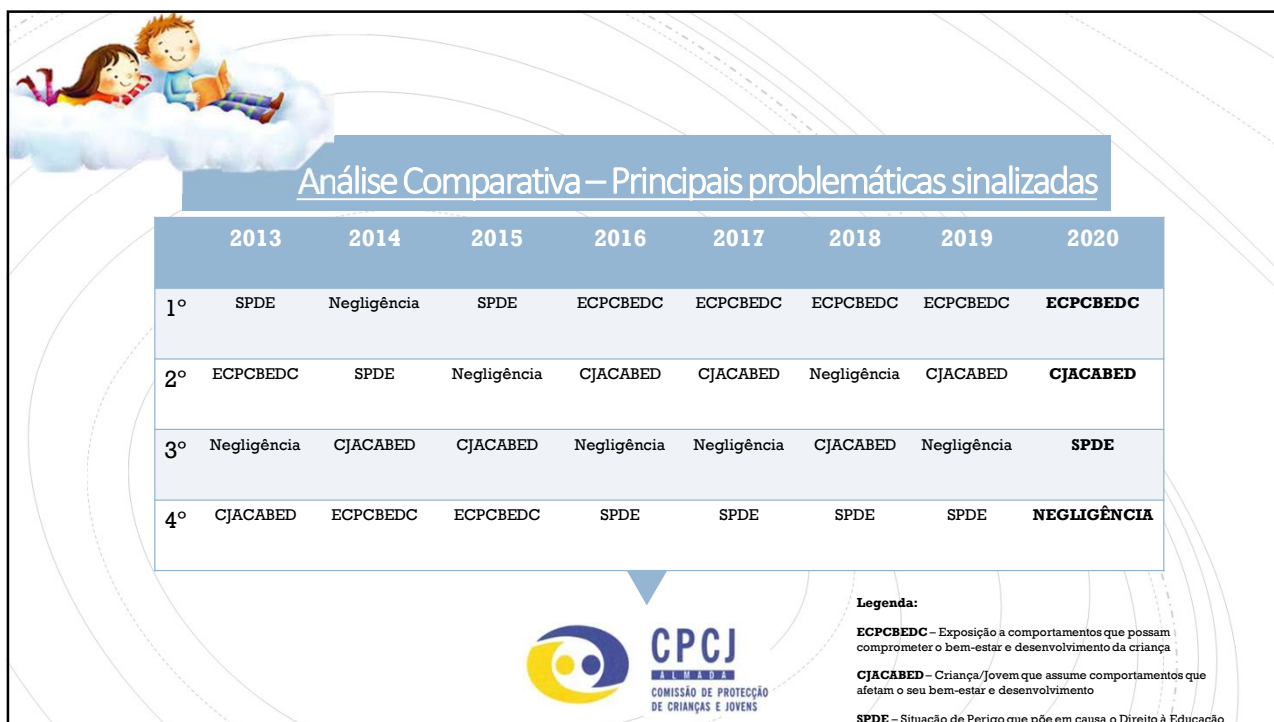 Análise Comparativa – Principais problemáticas sinalizadas
2013 2014 2015 2016 2017 2018 2019 2020
1º SPDE Negligência SPDE ECPCBEDC ECPCBEDC ECPCBEDC ECPCBEDC ECPCBEDC
2º ECPCBEDC SPDE Negligência CJACABED CJACABED Negligência CJACABED CJACABED
3º Negligência CJACABED CJACABED Negligência Negligência CJACABED Negligência SPDE
4º CJACABED ECPCBEDC ECPCBEDC SPDE SPDE SPDE SPDE NEGLIGÊNCIA
CPCJ
ALMADA
COMISSÃO DE PROTECÇÃO
DE CRIANÇAS E JOVENS
Legenda:
ECPCBEDC – Exposição a comportamentos que possam
comprometer o bem-estar e desenvolvimento da criança
CJACABED – Criança/Jovem que assume comportamentos que
afetam o seu bem-estar e desenvolvimento
SPDE – Situação de Perigo que põe em causa o Direito à Educação